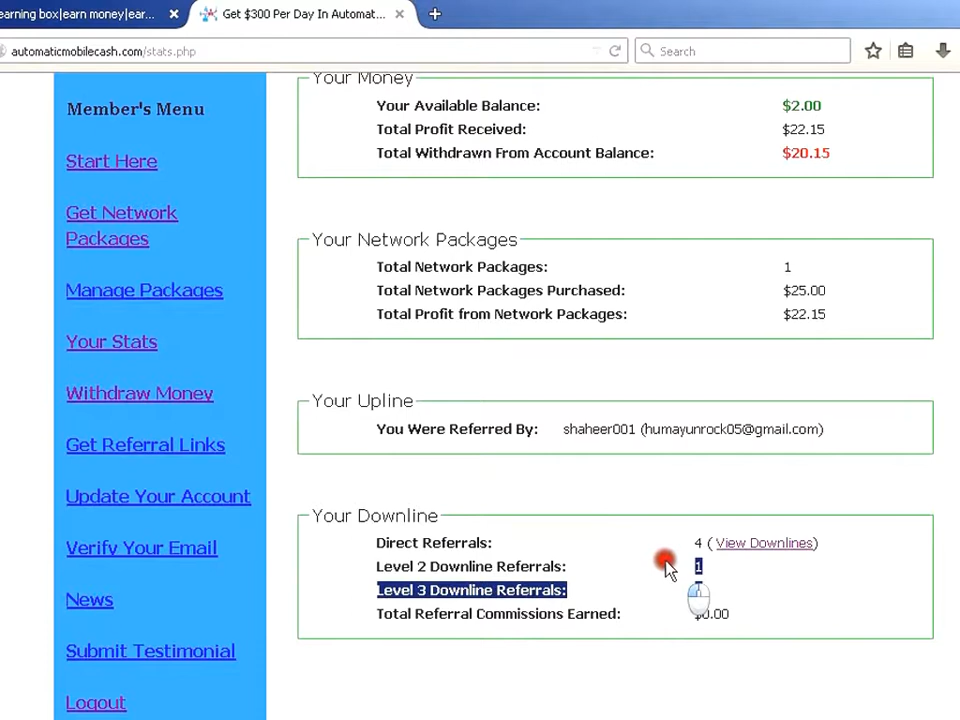 earning box|earn money|ear...
Get $300 Per Day In Automat...
automaticmobilecash.com/stats.php
Search
Member's Menu
Start Here
Get Network
Packages
Manage Packages
Your Stats
Withdraw Money
Get Referral Links
Update Your Account
Verify Your Email
News
Submit Testimonial
Logout
Your Money
Your Available Balance: $2.00
Total Profit Received: $22.15
Total Withdrawn From Account Balance: $20.15
Your Network Packages
Total Network Packages: 1
Total Network Packages Purchased: $25.00
Total Profit from Network Packages: $22.15
Your Upline
You Were Referred By: shaheer001 (humayunrock05@gmail.com)
Your Downline
Direct Referrals: 4 ( View Downlines)
Level 2 Downline Referrals: 1
Level 3 Downline Referrals:
Total Referral Commissions Earned: $0.00